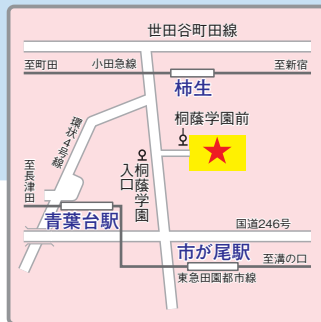 世田谷町田線
至町田
小田急線
至新宿
柿生
桐蔭学園前
環状4号線
桐蔭学園
入口
至長津田
青葉台駅
国道246号
市が尾駅
至溝の口
東急田園都市線